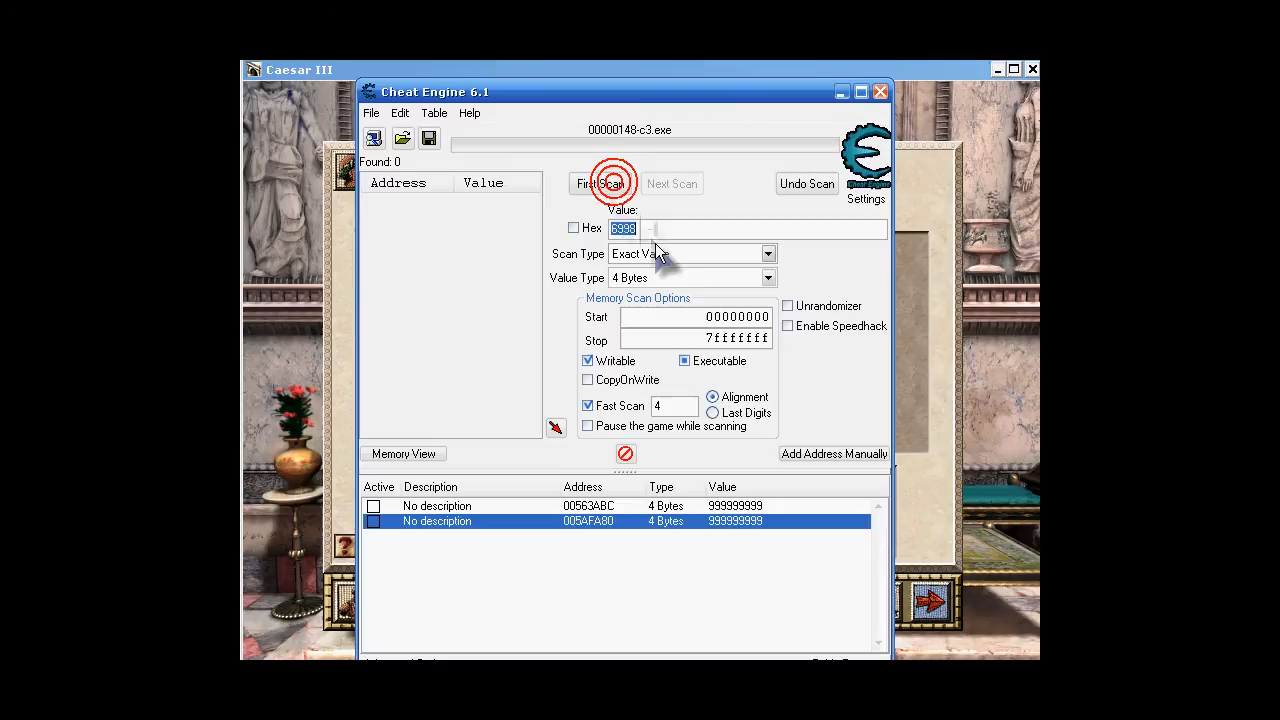 Caesar III
Cheat Engine 6.1
File Edit Table Help
00000148-c3.exe
Found: 0
Address Value
First Scan Next Scan Undo Scan
Cheat Engine
Settings
Value:
Hex 6998
Scan Type Exact Va
Value Type 4 Bytes
Memory Scan Options
Start 00000000
Stop 7fffffff
Unrandomizer
Enable Speedhack
Writable Executable
CopyOnWrite
Fast Scan 4 Alignment
Last Digits
Pause the game while scanning
Memory View Add Address Manually
Active Description Address Type Value
No description 00563ABC 4 Bytes 999999999
No description 005AFA80 4 Bytes 999999999